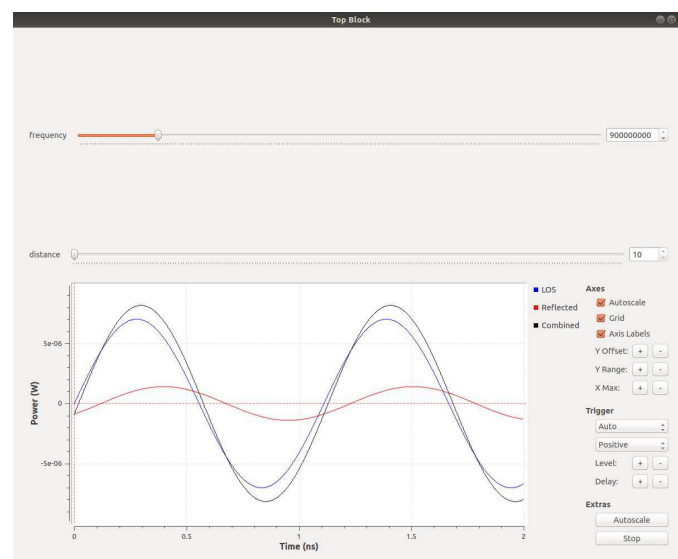 Top Block
frequency
900000000
distance
10
LOS
Reflected
Combined
Axes
Autoscale
Grid
Axis Labels
Y Offset: + -
Y Range: + -
X Max: + -
Trigger
Auto
Positive
Level: + -
Delay: + -
Extras
Autoscale
Stop
Power (W)
5e-06
0
-5e-06
0 0.5 1 1.5 2
Time (ns)